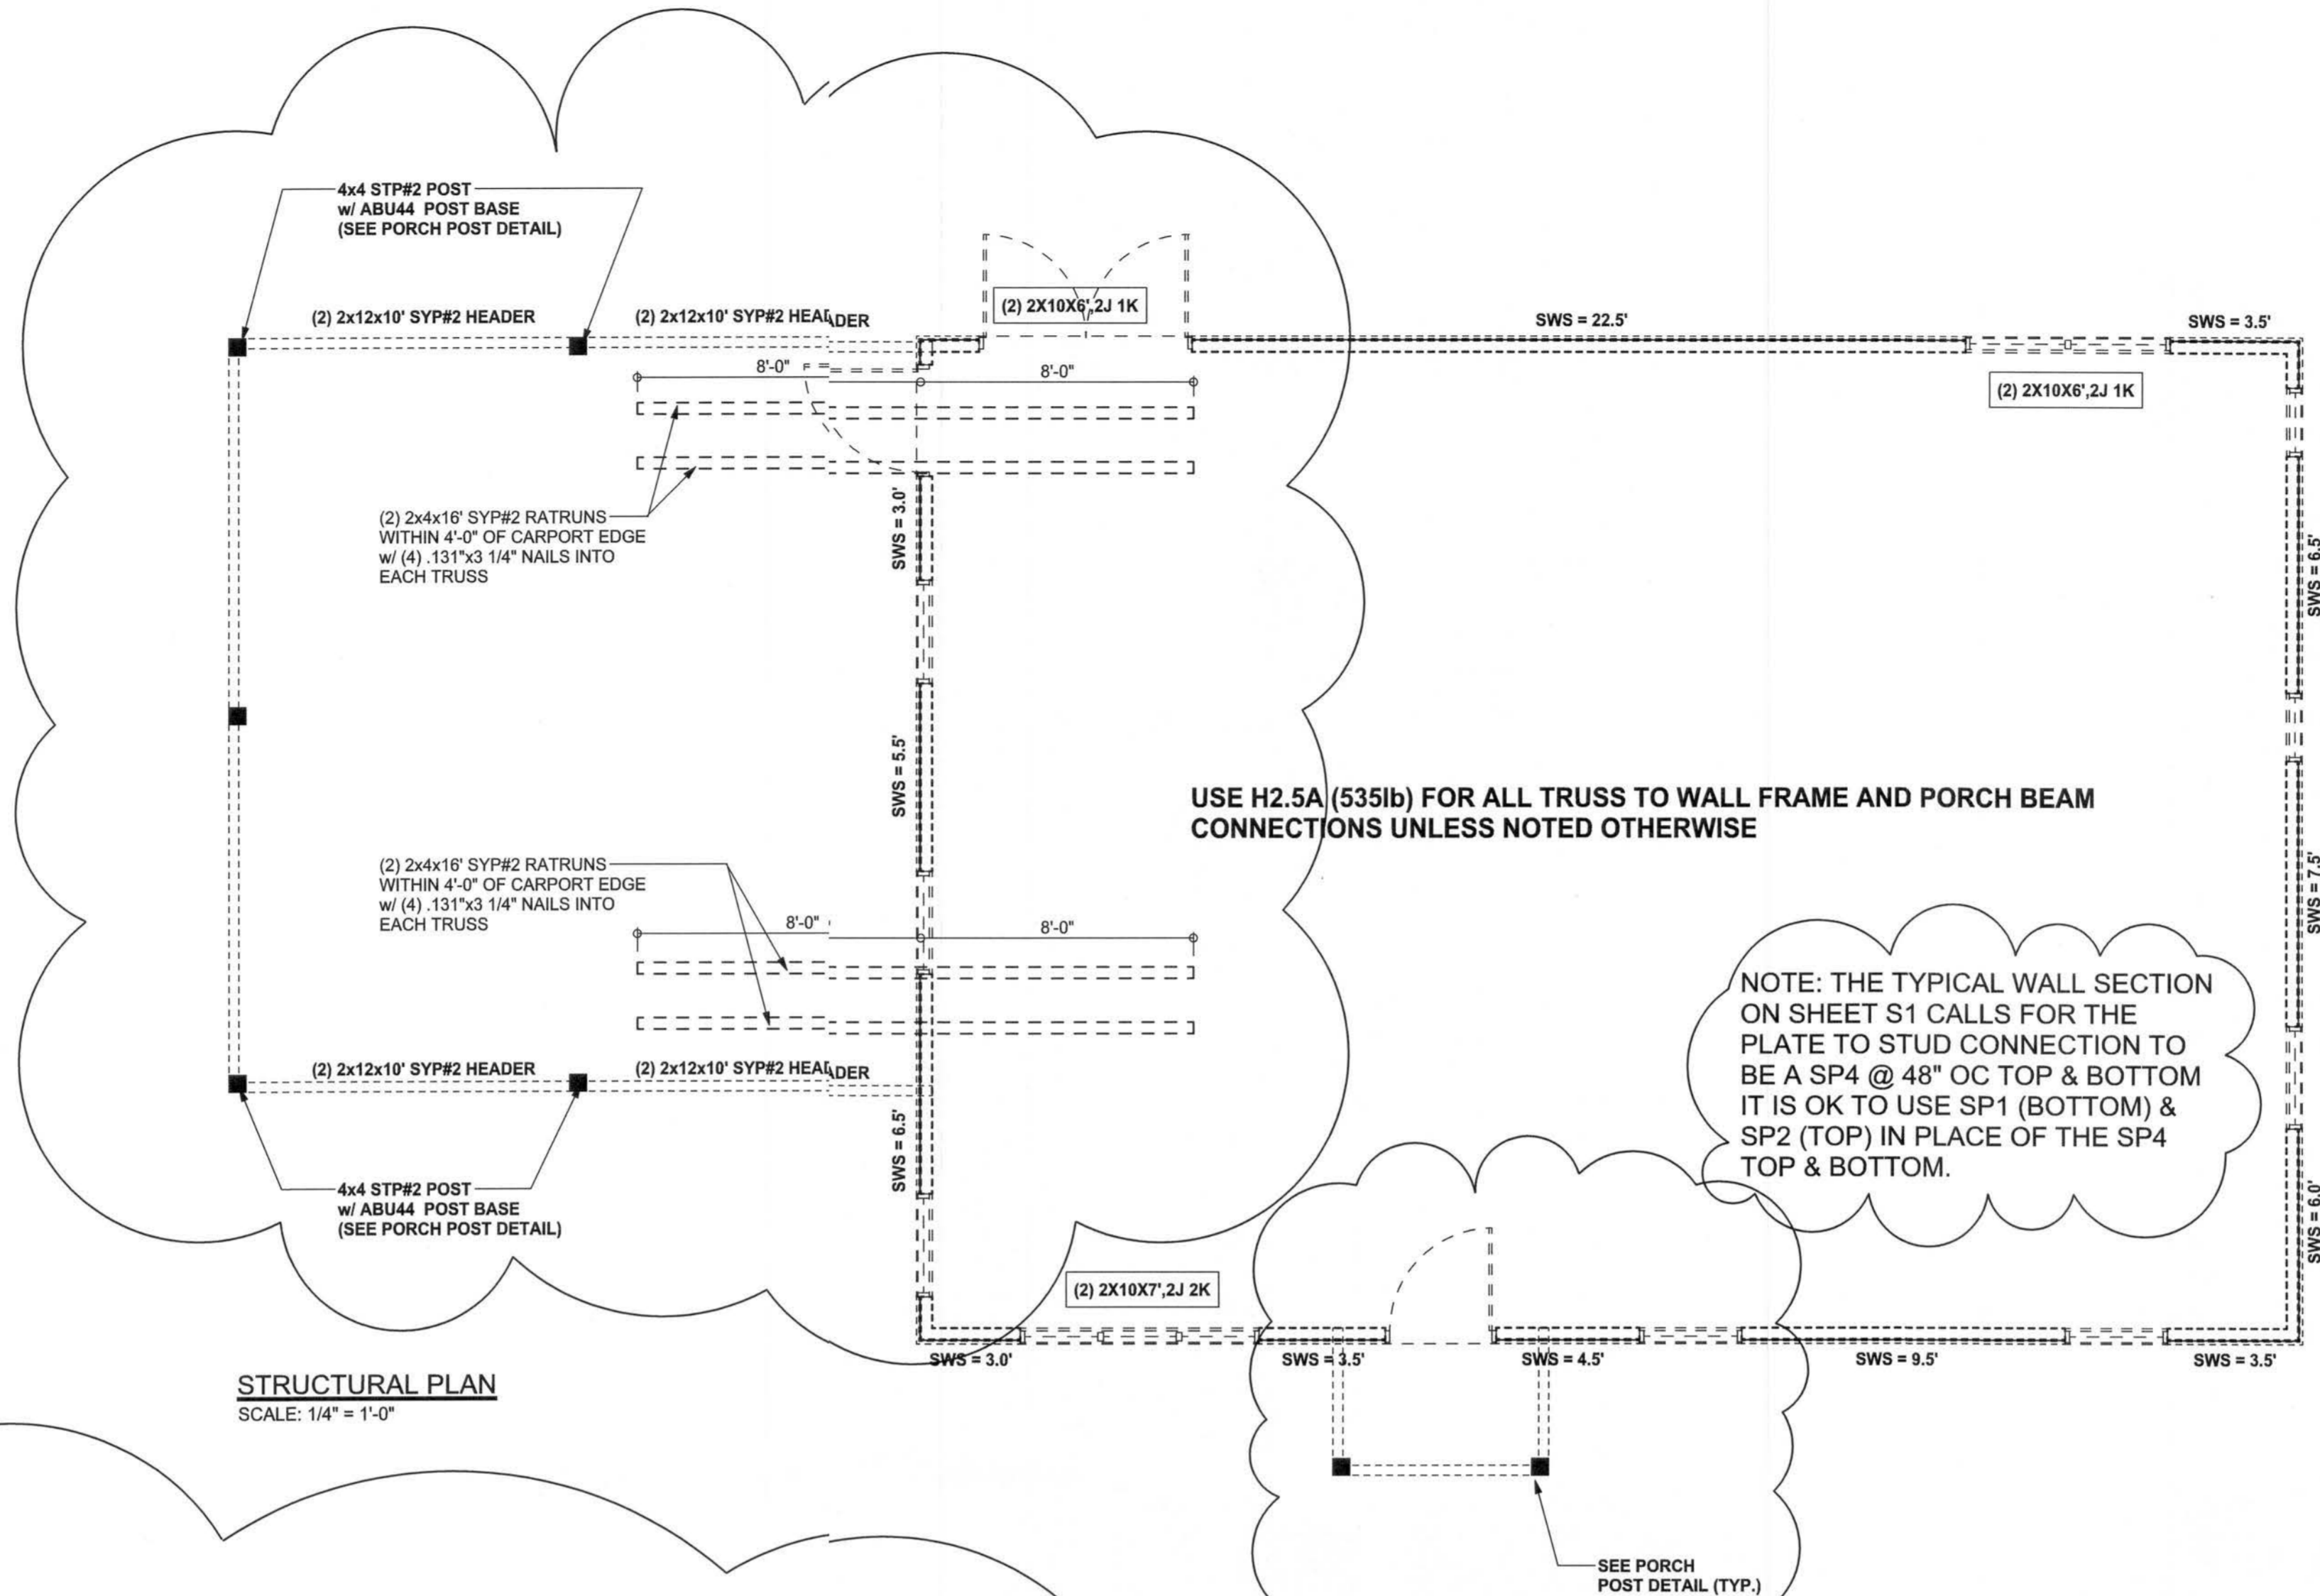 4x4 STP#2 POST
w/ ABU44 POST BASE
(SEE PORCH POST DETAIL)
(2) 2x12x10' SYP#2 HEADER
(2) 2x12x10' SYP#2 HEADER
(2) 2X10X6',2J 1K
SWS = 22.5'
SWS = 3.5'
8'-0"
8'-0"
(2) 2X10X6',2J 1K
(2) 2x4x16' SYP#2 RATRUNS
WITHIN 4'-0" OF CARPORT EDGE
w/ (4) .131"x3 1/4" NAILS INTO
EACH TRUSS
SWS = 3.0'
SWS = 6.5'
SWS = 5.5'
USE H2.5A (535lb) FOR ALL TRUSS TO WALL FRAME AND PORCH BEAM
CONNECTIONS UNLESS NOTED OTHERWISE
(2) 2x4x16' SYP#2 RATRUNS
WITHIN 4'-0" OF CARPORT EDGE
w/ (4) .131"x3 1/4" NAILS INTO
EACH TRUSS
8'-0"
8'-0"
SWS = 7.5'
NOTE: THE TYPICAL WALL SECTION
ON SHEET S1 CALLS FOR THE
PLATE TO STUD CONNECTION TO
BE A SP4 @ 48" OC TOP & BOTTOM
IT IS OK TO USE SP1 (BOTTOM) &
SP2 (TOP) IN PLACE OF THE SP4
TOP & BOTTOM.
(2) 2x12x10' SYP#2 HEADER
(2) 2x12x10' SYP#2 HEADER
SWS = 6.5'
SWS = 6.0'
4x4 STP#2 POST
w/ ABU44 POST BASE
(SEE PORCH POST DETAIL)
(2) 2X10X7',2J 2K
SWS = 3.0'
SWS = 3.5'
SWS = 4.5'
SWS = 9.5'
SWS = 3.5'
STRUCTURAL PLAN
SCALE: 1/4" = 1'-0"
SEE PORCH
POST DETAIL (TYP.)